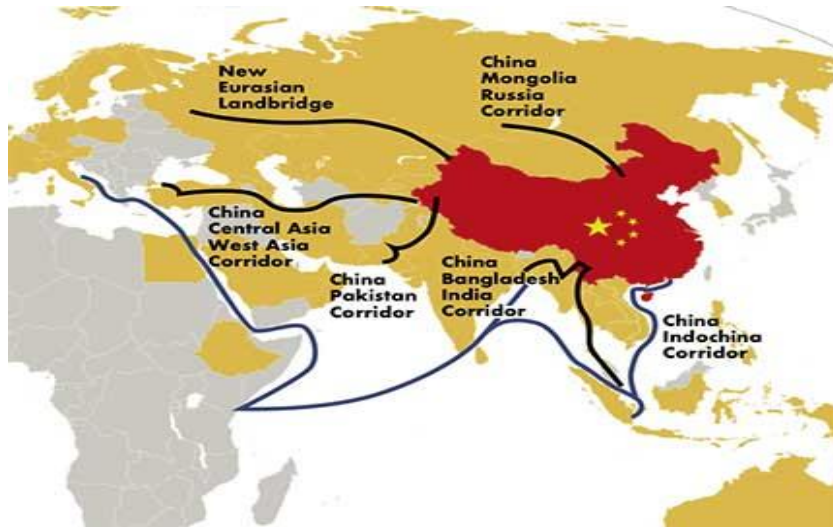 New
Eurasian
Landbridge
China
Mongolia
Russia
Corridor
China
Central Asia
West Asia
Corridor
China
Pakistan
Corridor
China
Bangladesh
India
Corridor
China
Indochina
Corridor